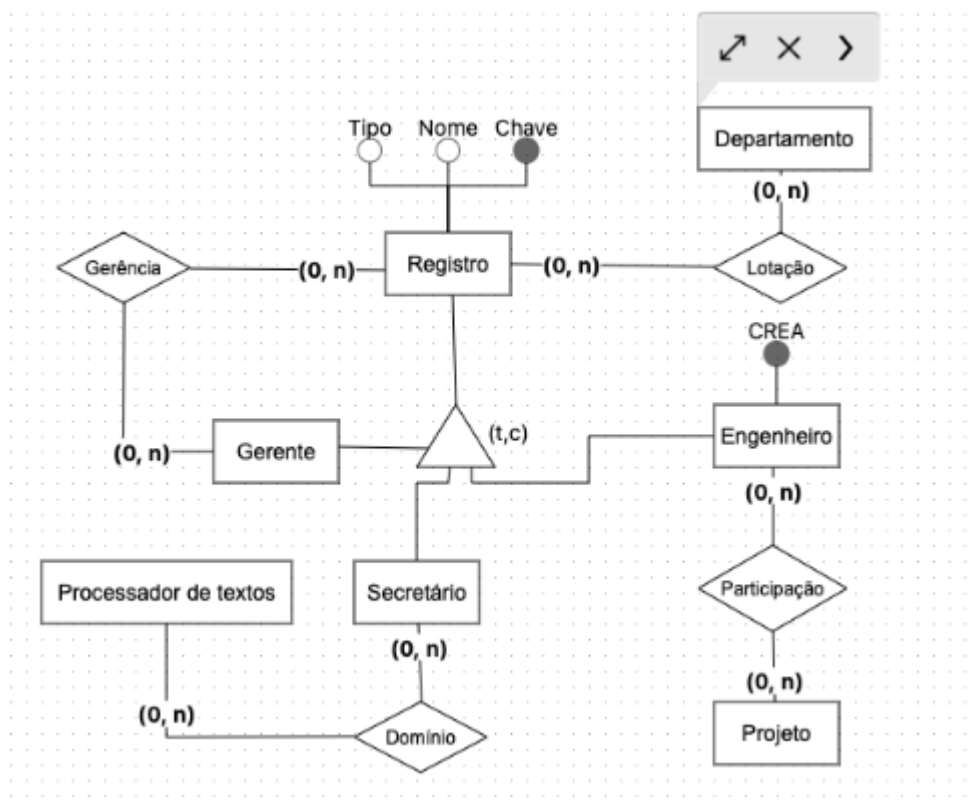 Tipo Nome Chave
Departamento
(0, n)
Gerência
(0, n)
Registro
(0, n)
Lotação
CREA
(t,c)
(0, n)
Gerente
Engenheiro
(0, n)
Processador de textos
Secretário
Participação
(0, n)
(0, n)
(0, n)
Domínio
Projeto